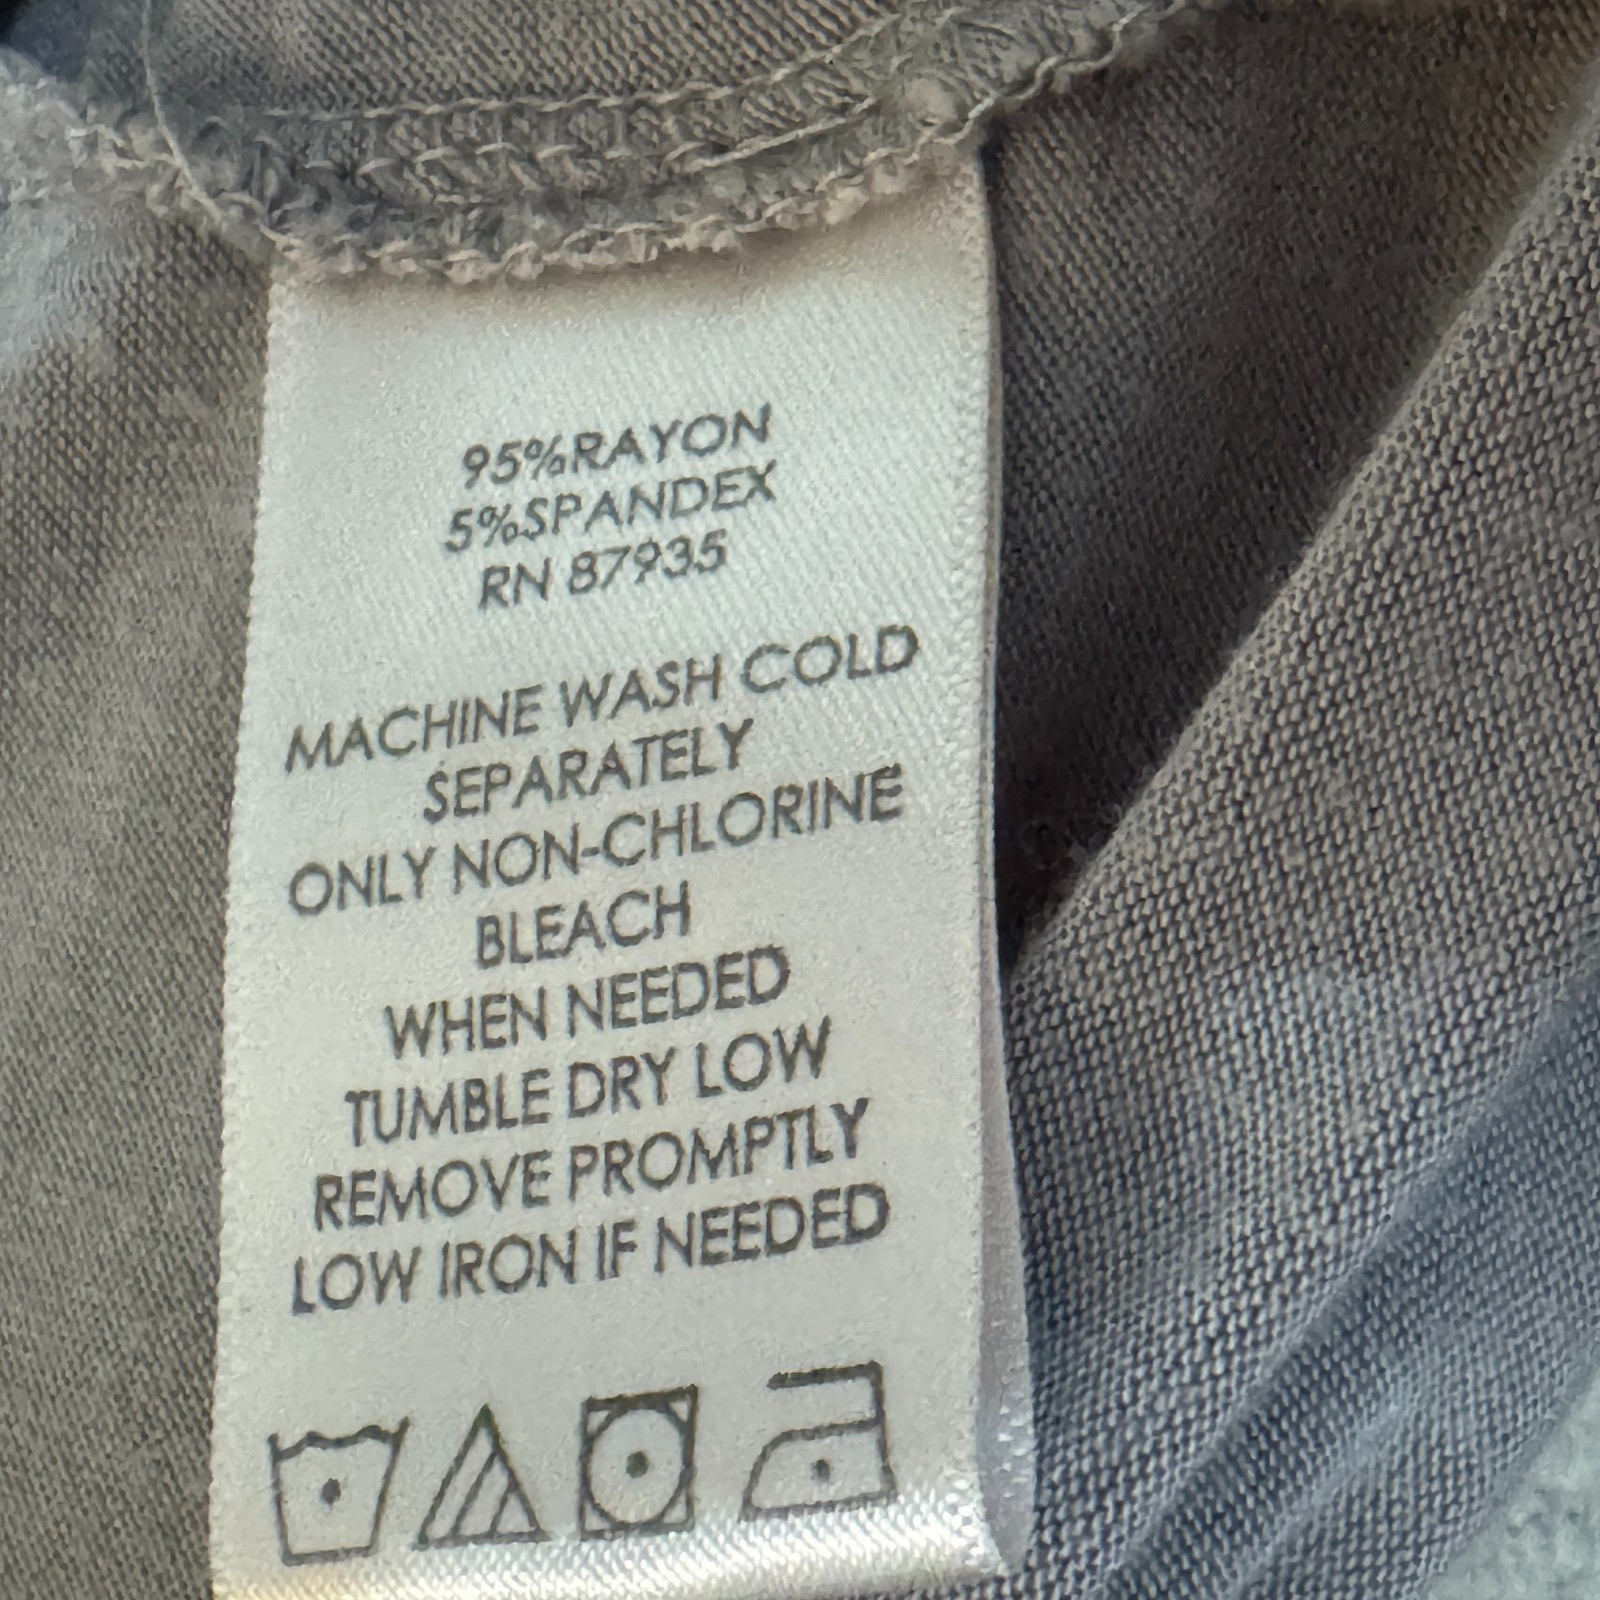 95%RAYON
5%SPANDEX
RN 87935
MACHINE WASH COLD
SEPARATELY
ONLY NON-CHLORINE
BLEACH
WHEN NEEDED
TUMBLE DRY LOW
REMOVE PROMPTLY
LOW IRON IF NEEDED